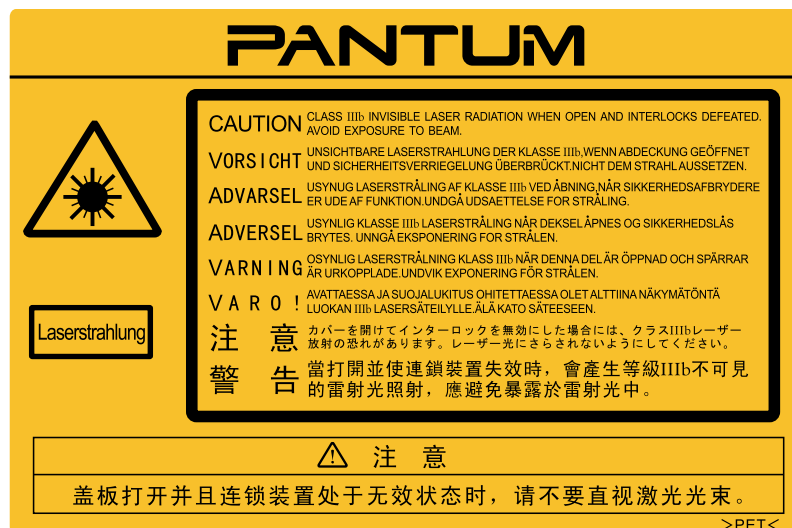 PANTUM
CAUTION CLASS IIIb INVISIBLE LASER RADIATION WHEN OPEN AND INTERLOCKS DEFEATED.
AVOID EXPOSURE TO BEAM.
VORSICHT UNSICHTBARE LASERSTRAHLUNG DER KLASSE IIIb,WENN ABDECKUNG GEÖFFNET
UND SICHERHEITSVERRIEGELUNG ÜBERBRÜCKT.NICHT DEM STRAHL AUSSETZEN.
ADVARSEL USYNUG LASERSTRÅLING AF KLASSE IIIb VED ÅBNING,NÅR SIKKERHEDSAFBRYDERE
ER UDE AF FUNKTION.UNDGÅ UDSAETTELSE FOR STRÅLING.
ADVERSEL USYNLIG KLASSE IIIb LASERSTRÅLING NÅR DEKSEL ÅPNES OG SIKKERHEDSLÅS
BRYTES. UNNGÅ EKSPONERING FOR STRÅLEN.
VARNING OSYNLIG LASERSTRÅLNING KLASS IIIb NÄR DENNA DEL ÄR ÖPPNAD OCH SPÄRRAR
ÄR URKOPPLADE.UNDVIK EXPONERING FÖR STRÅLEN.
VARO! AVATTAESSA JA SUOJALUKITUS OHITETTAESSA OLET ALTTIINA NÄKYMÄTÖNTÄ
LUOKAN IIIb LASERSÄTEILYLLE.ÄLÄ KATO SÄTEESEEN.
Laserstrahlung
注 意 カバーを開けてインターロックを無効にした場合には、クラスIIIbレーザー
放射の恐れがあります。レーザー光にさらされないようにしてください。
警 告 當打開並使連鎖裝置失效時，會產生等級IIIb不可見
的雷射光照射，應避免暴露於雷射光中。
注 意
盖板打开并且连锁装置处于无效状态时，请不要直视激光光束。
>PET<